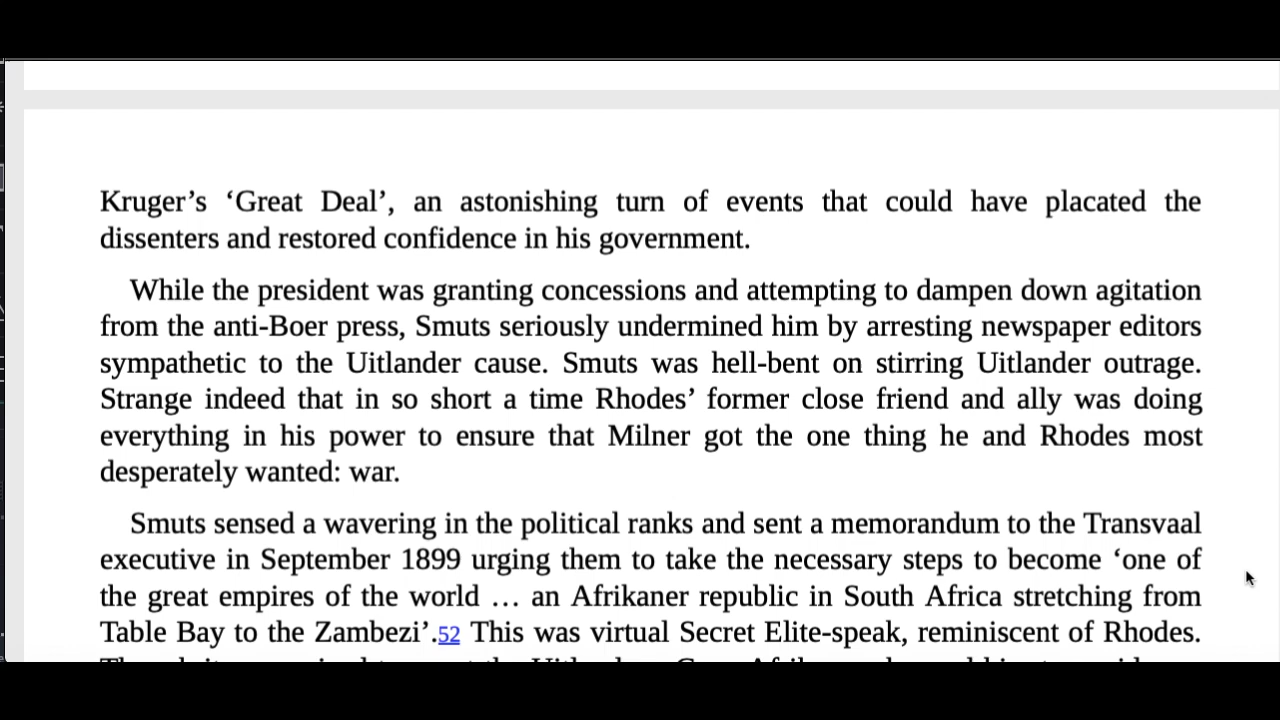 Kruger’s ‘Great Deal’, an astonishing turn of events that could have placated the
dissenters and restored confidence in his government.
While the president was granting concessions and attempting to dampen down agitation
from the anti-Boer press, Smuts seriously undermined him by arresting newspaper editors
sympathetic to the Uitlander cause. Smuts was hell-bent on stirring Uitlander outrage.
Strange indeed that in so short a time Rhodes’ former close friend and ally was doing
everything in his power to ensure that Milner got the one thing he and Rhodes most
desperately wanted: war.
Smuts sensed a wavering in the political ranks and sent a memorandum to the Transvaal
executive in September 1899 urging them to take the necessary steps to become ‘one of
the great empires of the world … an Afrikaner republic in South Africa stretching from
Table Bay to the Zambezi’.52 This was virtual Secret Elite-speak, reminiscent of Rhodes.